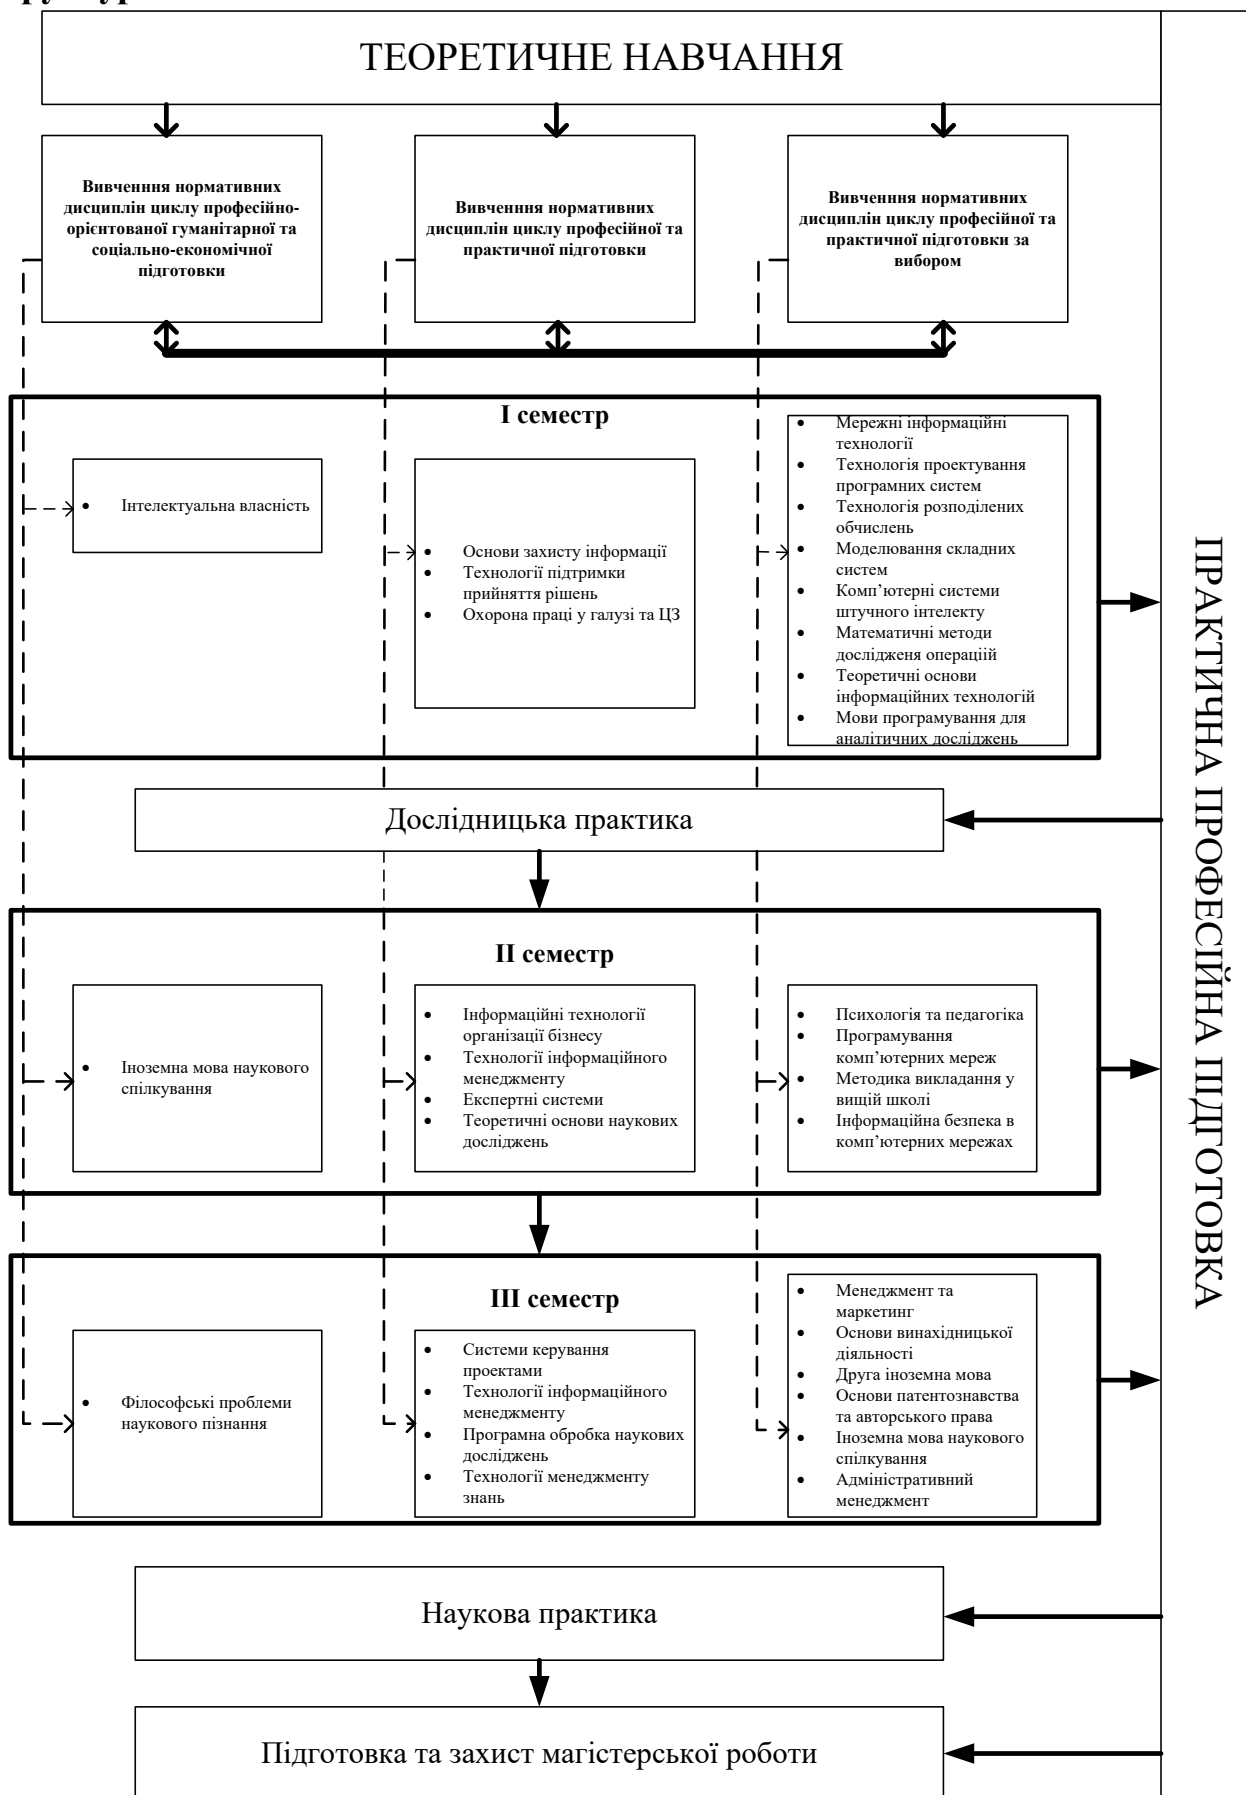 ТЕОРЕТИЧНЕ НАВЧАННЯ
Вивченння нормативних
дисциплін циклу професійно-
орієнтованої гуманітарної та
соціально-економічної
підготовки
Вивченння нормативних
дисциплін циклу професійної та
практичної підготовки
Вивченння нормативних
дисциплін циклу професійної та
практичної підготовки за
вибором
І семестр
• Інтелектуальна власність
• Основи захисту інформації
• Технології підтримки
прийняття рішень
• Охорона праці у галузі та ЦЗ
• Мережні інформаційні
технології
• Технологія проектування
програмних систем
• Технологія розподілених
обчислень
• Моделювання складних
систем
• Комп’ютерні системи
штучного інтелекту
• Математичні методи
дослідженя операціій
• Теоретичні основи
інформаційних технологій
• Мови програмування для
аналітичних досліджень
Дослідницька практика
ІІ семестр
• Іноземна мова наукового
спілкування
• Інформаційні технології
організації бізнесу
• Технології інформаційного
менеджменту
• Експертні системи
• Теоретичні основи наукових
досліджень
• Психологія та педагогіка
• Програмування
комп’ютерних мереж
• Методика викладання у
вищій школі
• Інформаційна безпека в
комп’ютерних мережах
ІІІ семестр
• Філософські проблеми
наукового пізнання
• Системи керування
проектами
• Технології інформаційного
менеджменту
• Програмна обробка наукових
досліджень
• Технології менеджменту
знань
• Менеджмент та
маркетинг
• Основи винахідницької
діяльності
• Друга іноземна мова
• Основи патентознавства
та авторського права
• Іноземна мова наукового
спілкування
• Адміністративний
менеджмент
Наукова практика
Підготовка та захист магістерської роботи
ПРАКТИЧНА ПРОФЕСІЙНА ПІДГОТОВКА